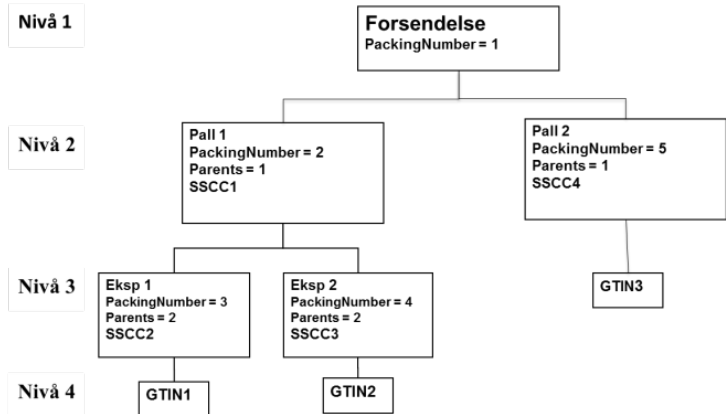 Nivå 1
Forsendelse
PackingNumber = 1
Nivå 2
Pall 1
PackingNumber = 2
Parents = 1
SSCC1
Pall 2
PackingNumber = 5
Parents = 1
SSCC4
Nivå 3
Eksp 1
PackingNumber = 3
Parents = 2
SSCC2
Eksp 2
PackingNumber = 4
Parents = 2
SSCC3
GTIN3
Nivå 4
GTIN1
GTIN2